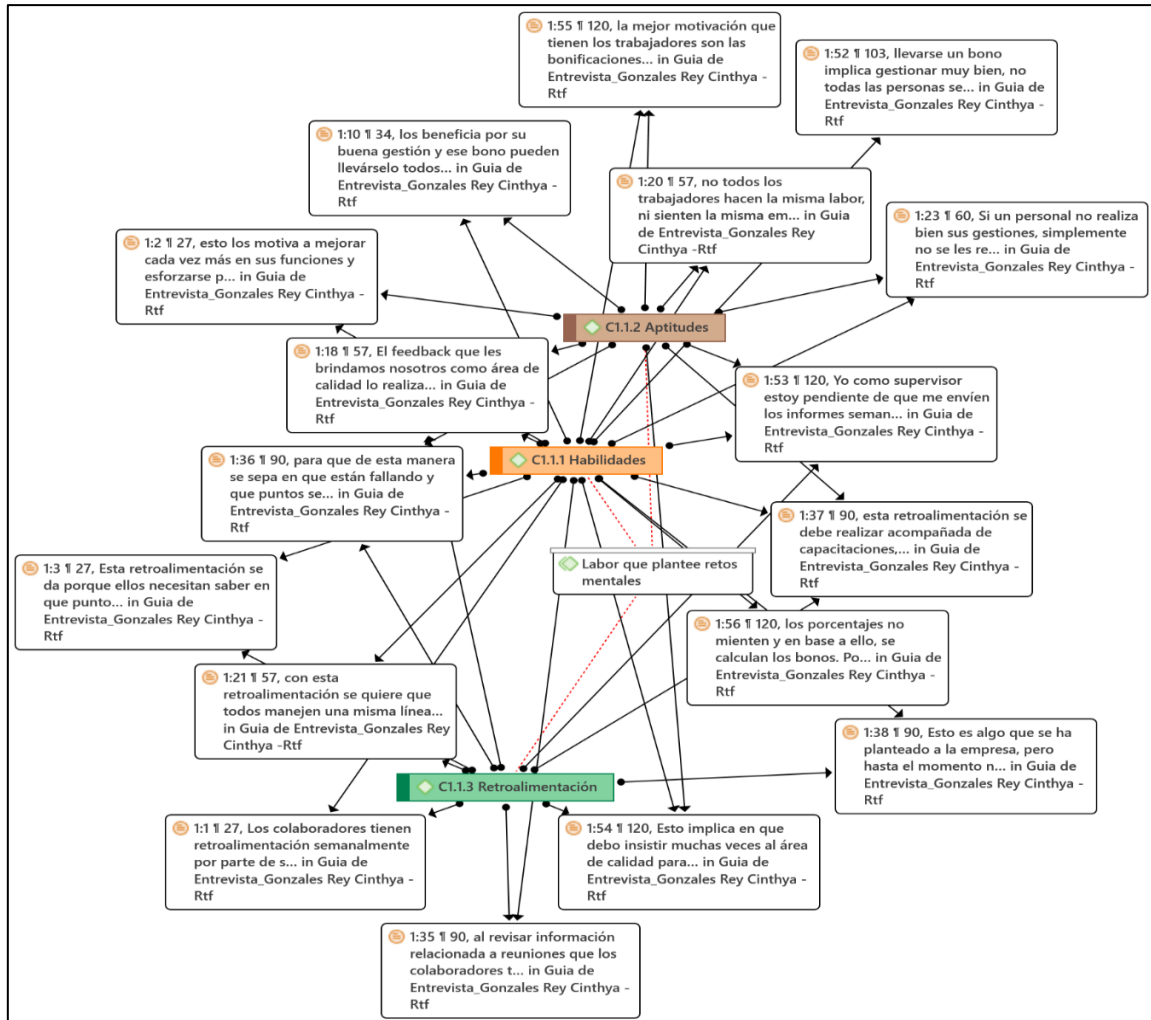 1:55 ¶ 120, la mejor motivación que
tienen los trabajadores son las
bonificaciones... in Guia de
Entrevista_Gonzales Rey Cinthya -
Rtf
1:52 ¶ 103, llevarse un bono
implica gestionar muy bien, no
todas las personas se... in Guia de
Entrevista_Gonzales Rey Cinthya -
Rtf
1:10 ¶ 34, los beneficia por su
buena gestión y ese bono pueden
llevárselo todos... in Guia de
Entrevista_Gonzales Rey Cinthya -
Rtf
1:20 ¶ 57, no todos los
trabajadores hacen la misma labor,
ni sienten la misma em... in Guia
de Entrevista_Gonzales Rey
Cinthya -Rtf
1:23 ¶ 60, Si un personal no realiza
bien sus gestiones, simplemente
no se les re... in Guia de
Entrevista_Gonzales Rey Cinthya -
Rtf
1:2 ¶ 27, esto los motiva a mejorar
cada vez más en sus funciones y
esforzarse p... in Guia de
Entrevista_Gonzales Rey Cinthya -
Rtf
C1.1.2 Aptitudes
1:18 ¶ 57, El feedback que les
brindamos nosotros como área de
calidad lo realiza... in Guia de
Entrevista_Gonzales Rey Cinthya -
Rtf
1:53 ¶ 120, Yo como supervisor
estoy pendiente de que me envíen
los informes seman... in Guia de
Entrevista_Gonzales Rey Cinthya -
Rtf
C1.1.1 Habilidades
1:36 ¶ 90, para que de esta manera
se sepa en que están fallando y
que puntos se... in Guia de
Entrevista_Gonzales Rey Cinthya -
Rtf
1:37 ¶ 90, esta retroalimentación se
debe realizar acompañada de
capacitaciones,... in Guia de
Entrevista_Gonzales Rey Cinthya -
Rtf
Labor que plantee retos
mentales
1:3 ¶ 27, Esta retroalimentación se
da porque ellos necesitan saber en
que punto... in Guia de
Entrevista_Gonzales Rey Cinthya -
Rtf
1:56 ¶ 120, los porcentajes no
mienten y en base a ello, se
calculan los bonos. Po... in Guia de
Entrevista_Gonzales Rey Cinthya -
Rtf
1:21 ¶ 57, con esta
retroalimentación se quiere que
todos manejen una misma línea...
in Guia de Entrevista_Gonzales Rey
Cinthya -Rtf
1:38 ¶ 90, Esto es algo que se ha
planteado a la empresa, pero
hasta el momento n... in Guia de
Entrevista_Gonzales Rey Cinthya -
Rtf
C1.1.3 Retroalimentación
1:1 ¶ 27, Los colaboradores tienen
retroalimentación semanalmente
por parte de s... in Guia de
Entrevista_Gonzales Rey Cinthya -
Rtf
1:54 ¶ 120, Esto implica en que
debo insistir muchas veces al área
de calidad para... in Guia de
Entrevista_Gonzales Rey Cinthya -
Rtf
1:35 ¶ 90, al revisar información
relacionada a reuniones que los
colaboradores t... in Guia de
Entrevista_Gonzales Rey Cinthya -
Rtf